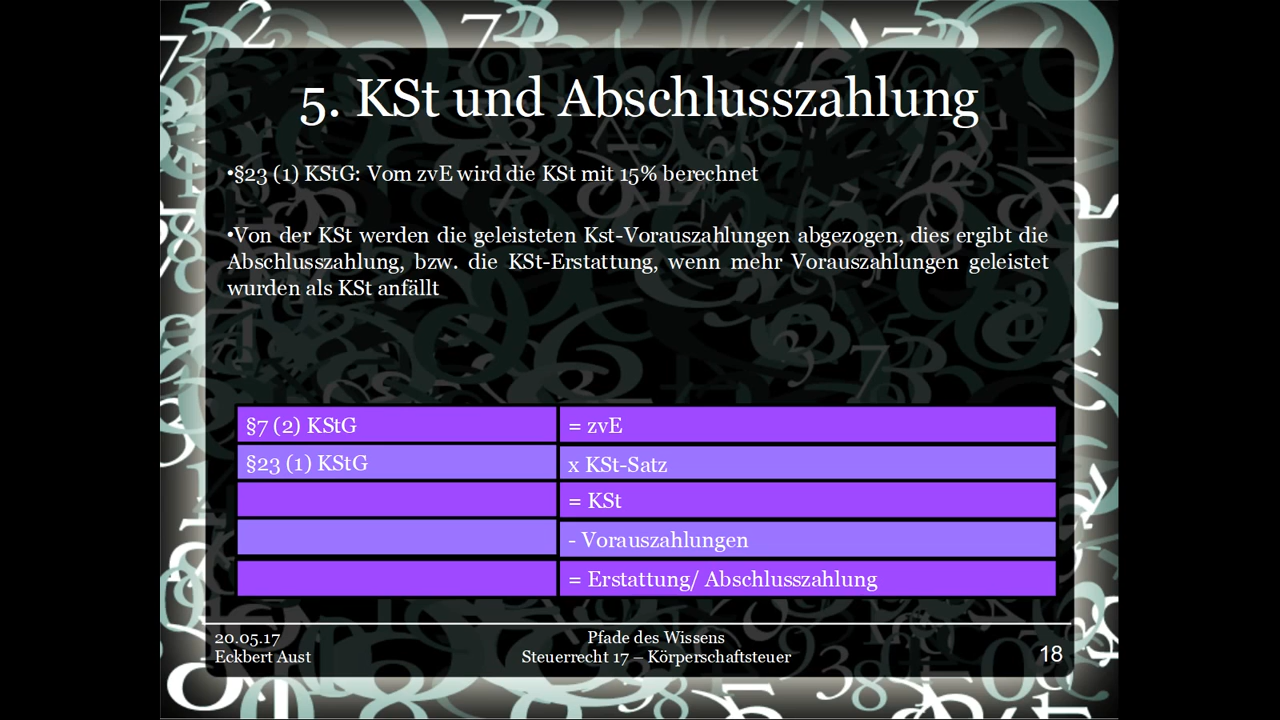 5. KSt und Abschlusszahlung
•§23 (1) KStG: Vom zvE wird die KSt mit 15% berechnet
•Von der KSt werden die geleisteten Kst-Vorauszahlungen abgezogen, dies ergibt die
Abschlusszahlung, bzw. die KSt-Erstattung, wenn mehr Vorauszahlungen geleistet
wurden als KSt anfällt
§7 (2) KStG
= zvE
§23 (1) KStG
x KSt-Satz
= KSt
- Vorauszahlungen
= Erstattung/ Abschlusszahlung
20.05.17
Eckbert Aust
Pfade des Wissens
Steuerrecht 17 – Körperschaftsteuer
18